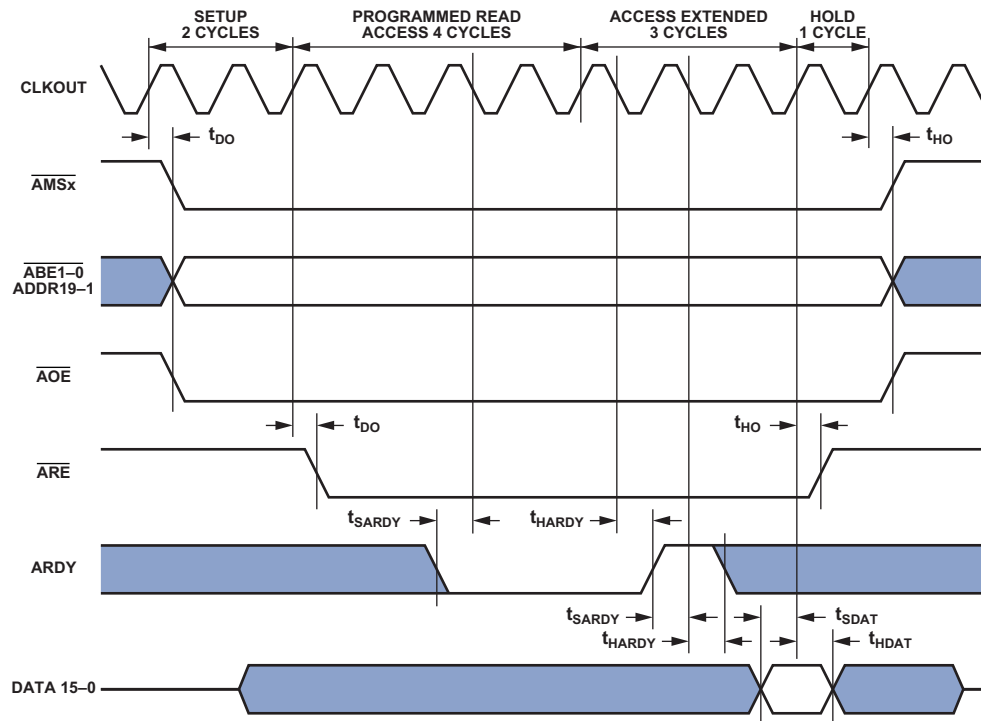 SETUP
2 CYCLES
PROGRAMMED READ
ACCESS 4 CYCLES
ACCESS EXTENDED
3 CYCLES
HOLD
1 CYCLE
CLKOUT
tDO
tHO
AMSx
ABE1–0
ADDR19–1
AOE
tDO
tHO
ARE
tSARDY
tHARDY
ARDY
tSARDY
tSDAT
tHARDY
tHDAT
DATA 15–0